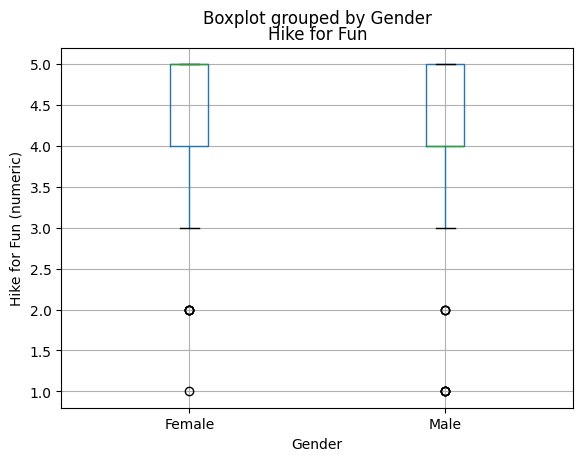 Boxplot grouped by Gender
Hike for Fun
5.0
4.5
4.0
3.5
3.0
2.5
2.0
1.5
1.0
Hike for Fun (numeric)
Female
Male
Gender